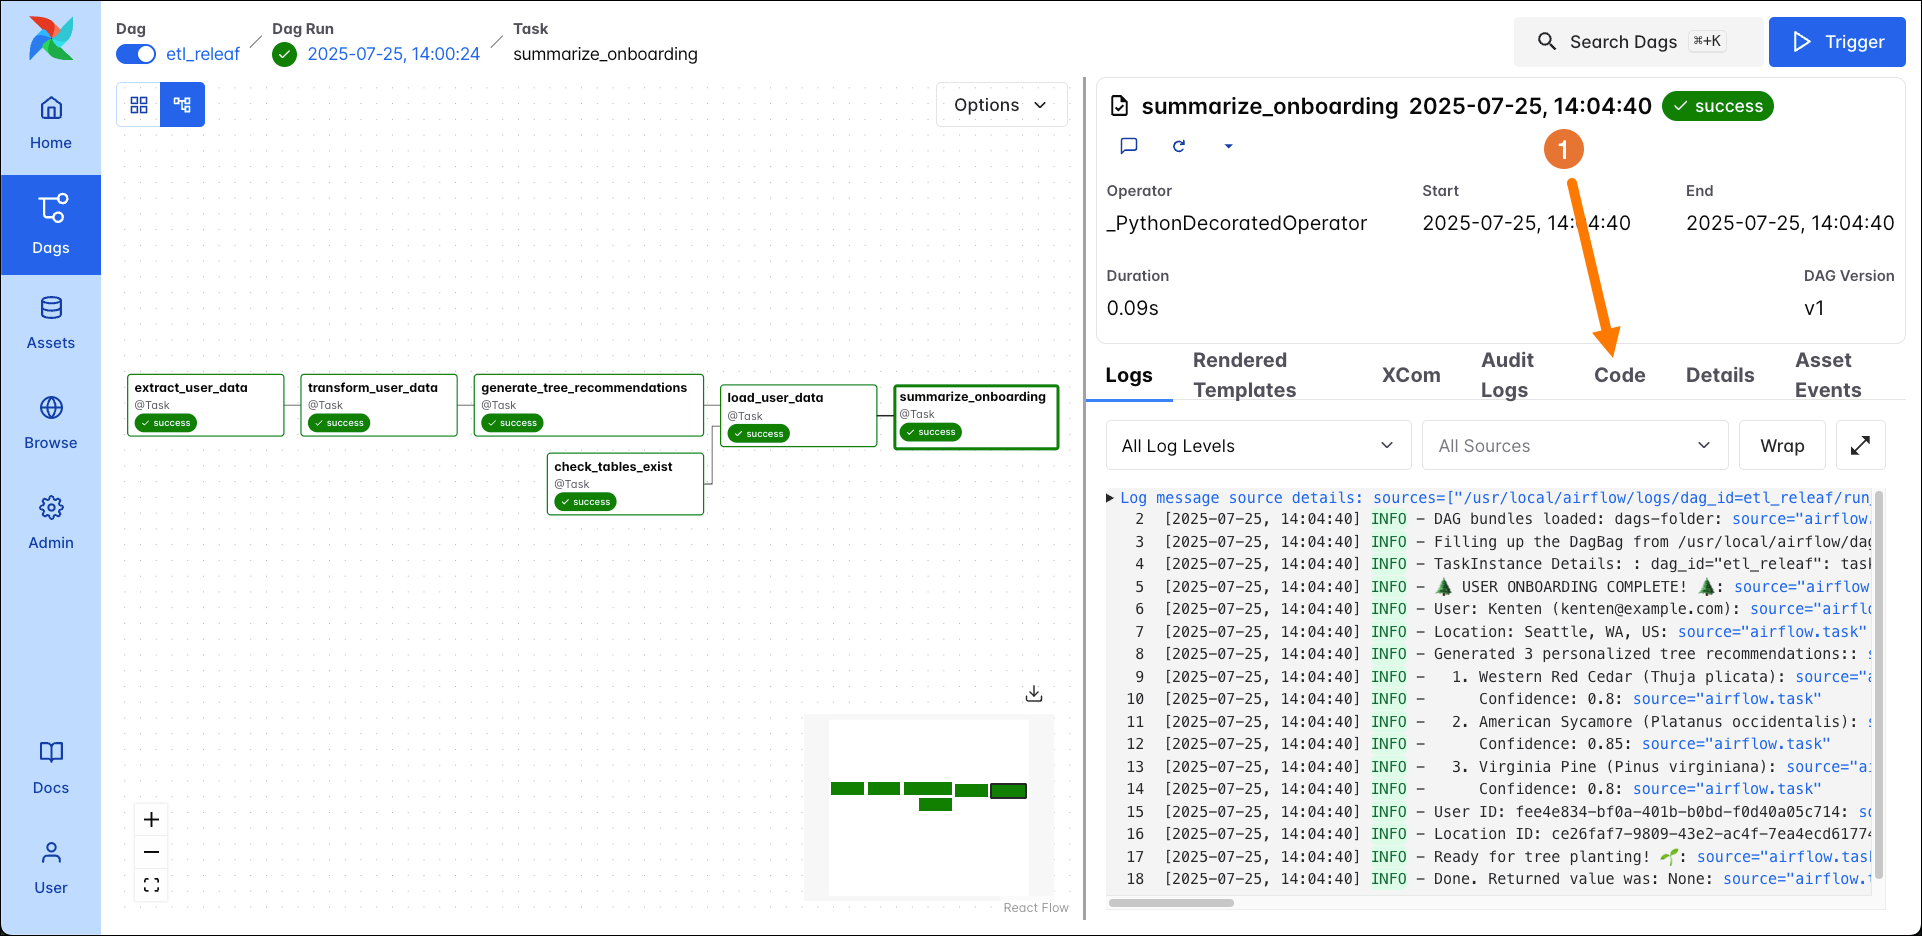 Dag
etl_releaf
Dag Run
2025-07-25, 14:00:24
Task
summarize_onboarding
Search Dags ⌘+K
Trigger
Home
Dags
Assets
Browse
Admin
Docs
User
Options
extract_user_data
@Task
success
transform_user_data
@Task
success
generate_tree_recommendations
@Task
success
check_tables_exist
@Task
success
load_user_data
@Task
success
summarize_onboarding
@Task
success
React Flow
summarize_onboarding 2025-07-25, 14:04:40 success
1
Operator
_PythonDecoratedOperator
Start
2025-07-25, 14:04:40
End
2025-07-25, 14:04:40
Duration
0.09s
DAG Version
v1
Logs
Rendered
Templates
XCom
Audit
Logs
Code
Details
Asset
Events
All Log Levels
All Sources
Wrap
Log message source details: sources=["/usr/local/airflow/logs/dag_id=etl_releaf/run
2 [2025-07-25, 14:04:40] INFO - DAG bundles loaded: dags-folder: source="airflow.
3 [2025-07-25, 14:04:40] INFO - Filling up the DagBag from /usr/local/airflow/dag
4 [2025-07-25, 14:04:40] INFO - TaskInstance Details: : dag_id="etl_releaf": task
5 [2025-07-25, 14:04:40] INFO - 🌲 USER ONBOARDING COMPLETE! 🌲: source="airflow
6 [2025-07-25, 14:04:40] INFO - User: Kenten (kenten@example.com): source="airflo
7 [2025-07-25, 14:04:40] INFO - Location: Seattle, WA, US: source="airflow.task"
8 [2025-07-25, 14:04:40] INFO - Generated 3 personalized tree recommendations:: s
9 [2025-07-25, 14:04:40] INFO - 1. Western Red Cedar (Thuja plicata): source="a
10 [2025-07-25, 14:04:40] INFO - Confidence: 0.8: source="airflow.task"
11 [2025-07-25, 14:04:40] INFO - 2. American Sycamore (Platanus occidentalis): s
12 [2025-07-25, 14:04:40] INFO - Confidence: 0.85: source="airflow.task"
13 [2025-07-25, 14:04:40] INFO - 3. Virginia Pine (Pinus virginiana): source="ai
14 [2025-07-25, 14:04:40] INFO - Confidence: 0.8: source="airflow.task"
15 [2025-07-25, 14:04:40] INFO - User ID: fee4e834-bf0a-401b-b0bd-f0d40a05c714: so
16 [2025-07-25, 14:04:40] INFO - Location ID: ce26faf7-9809-43e2-ac4f-7ea4ecd61774
17 [2025-07-25, 14:04:40] INFO - Ready for tree planting! 🌱: source="airflow.tas
18 [2025-07-25, 14:04:40] INFO - Done. Returned value was: None: source="airflow.t